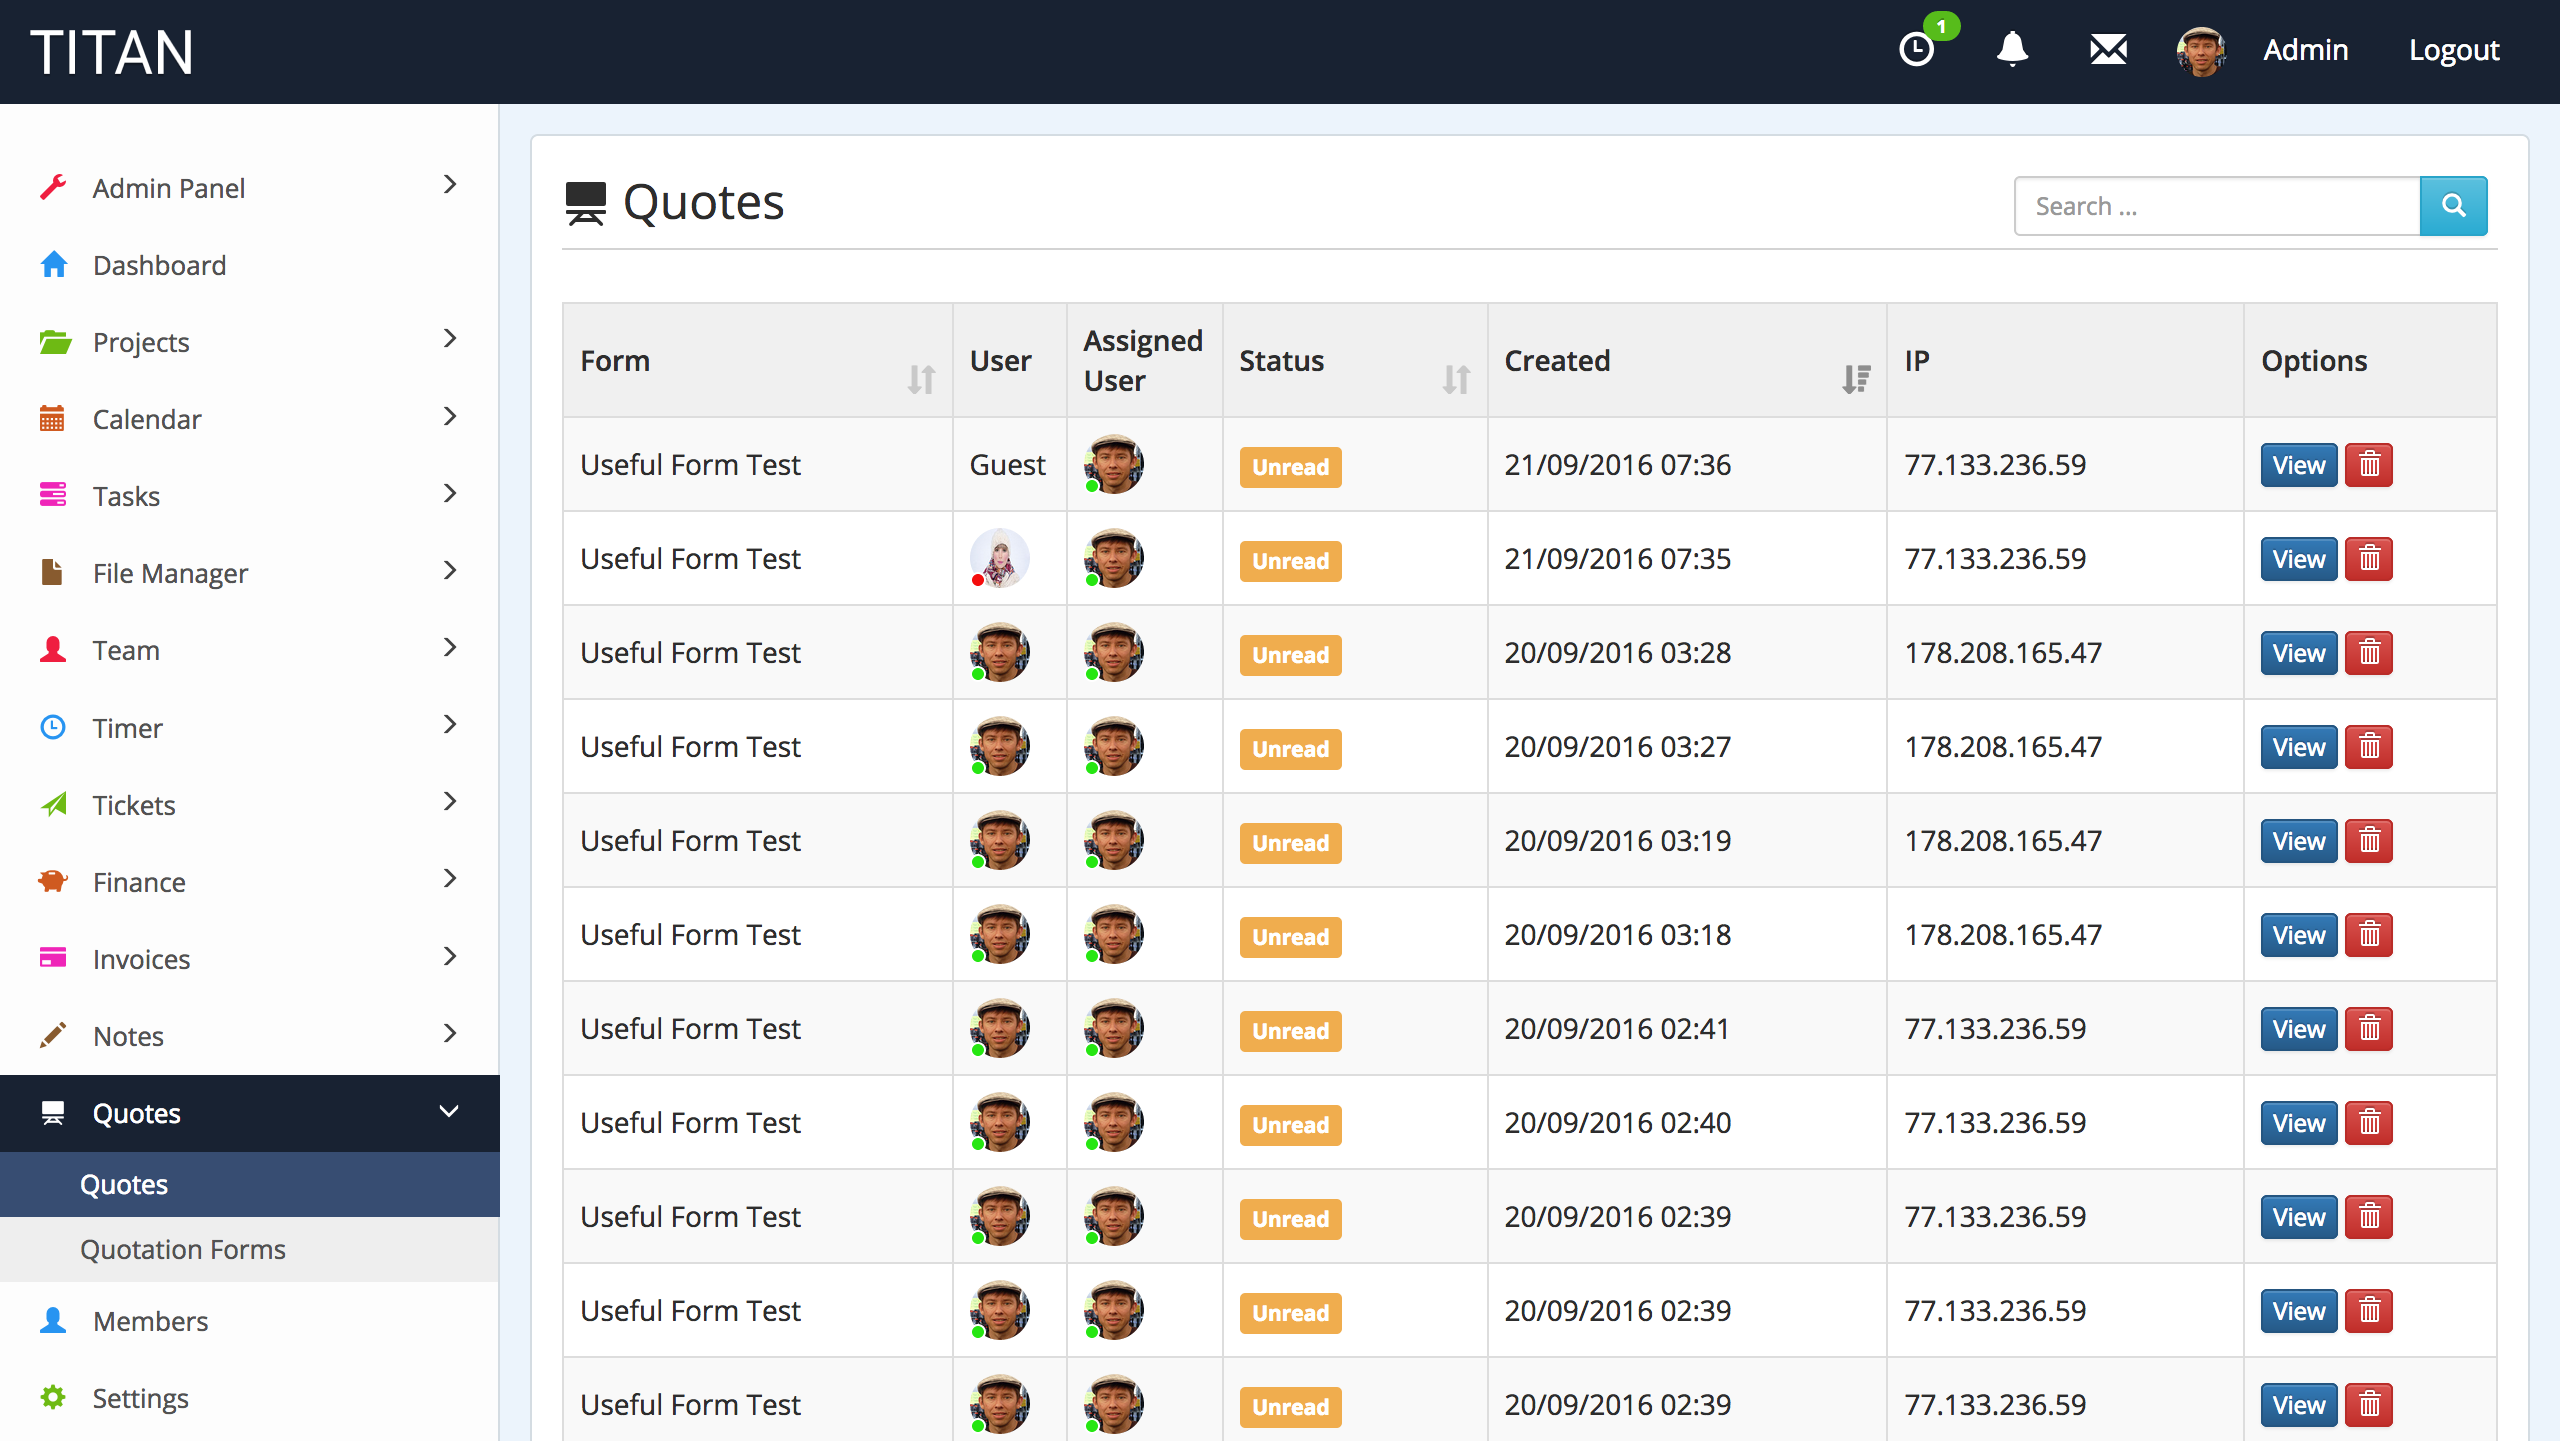 TITAN
1
Admin
Logout
Admin Panel
Dashboard
Projects
Calendar
Tasks
File Manager
Team
Timer
Tickets
Finance
Invoices
Notes
Quotes
Quotes
Quotation Forms
Members
Settings
Quotes
Search ...
Form User Assigned User Status Created IP Options
Useful Form Test Guest Unread 21/09/2016 07:36 77.133.236.59 View
Useful Form Test Unread 21/09/2016 07:35 77.133.236.59 View
Useful Form Test Unread 20/09/2016 03:28 178.208.165.47 View
Useful Form Test Unread 20/09/2016 03:27 178.208.165.47 View
Useful Form Test Unread 20/09/2016 03:19 178.208.165.47 View
Useful Form Test Unread 20/09/2016 03:18 178.208.165.47 View
Useful Form Test Unread 20/09/2016 02:41 77.133.236.59 View
Useful Form Test Unread 20/09/2016 02:40 77.133.236.59 View
Useful Form Test Unread 20/09/2016 02:39 77.133.236.59 View
Useful Form Test Unread 20/09/2016 02:39 77.133.236.59 View
Useful Form Test Unread 20/09/2016 02:39 77.133.236.59 View